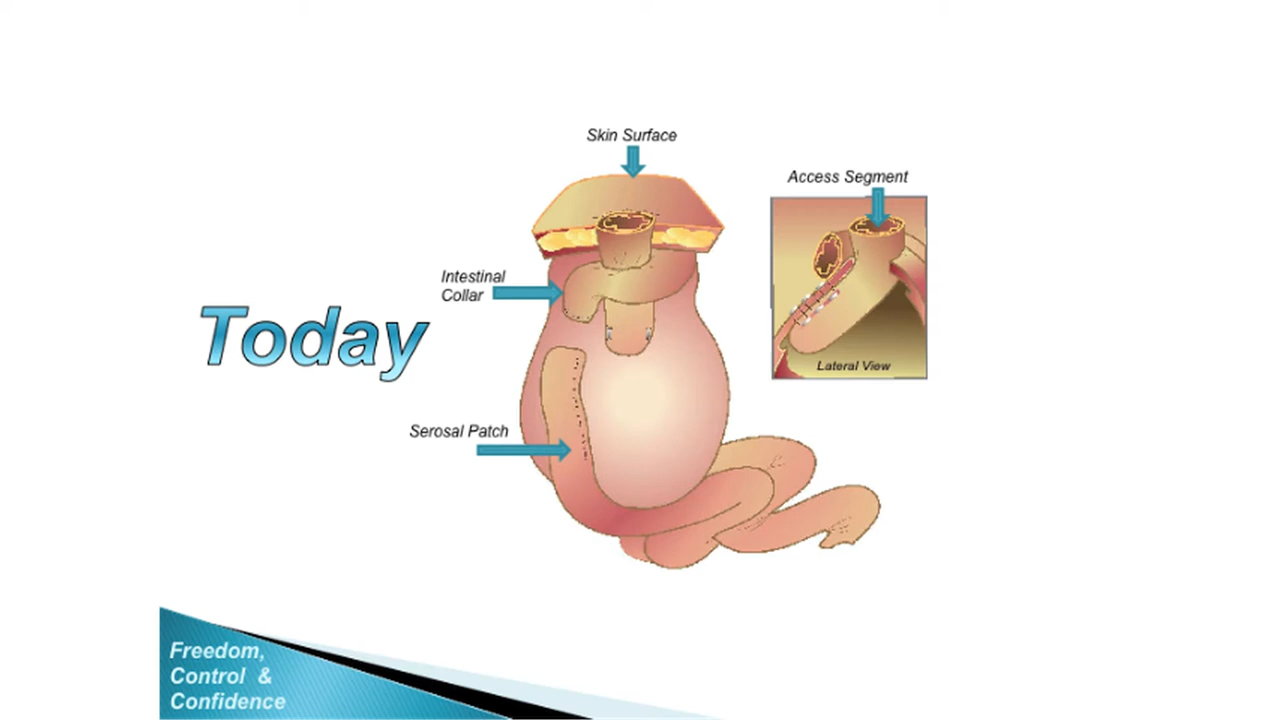 Skin Surface
Access Segment
Intestinal
Collar
Today
Lateral View
Serosal Patch
Freedom,
Control &
Confidence